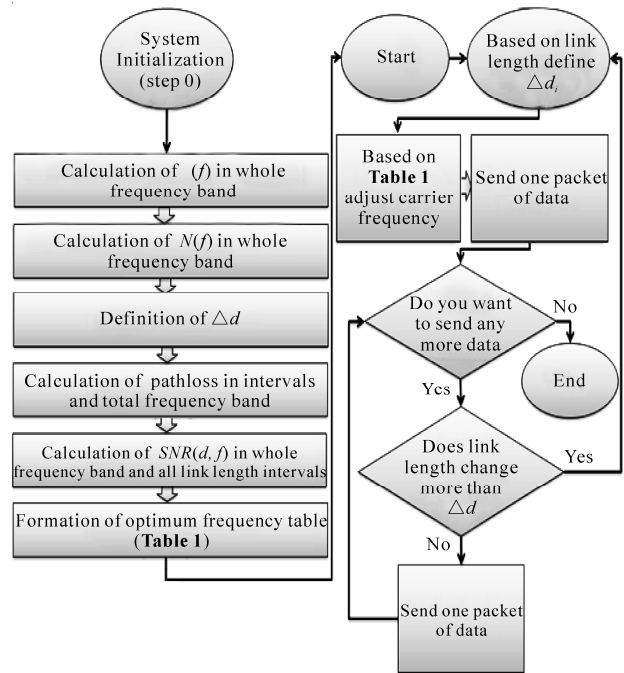 System
Initialization
(step 0)
Calculation of (f) in whole
frequency band
Calculation of N(f) in whole
frequency band
Definition of △d
Calculation of pathloss in intervals
and total frequency band
Calculation of SNR(d, f) in whole
frequency band and all link length intervals
Formation of optimum frequency table
(Table 1)
Start
Based on link
length define
△dᵢ
Based on
Table 1
adjust carrier
frequency
Send one packet
of data
Do you want
to send any
more data
No
End
Yes
Does link
length change
more than
△d
Yes
No
Send one packet
of data